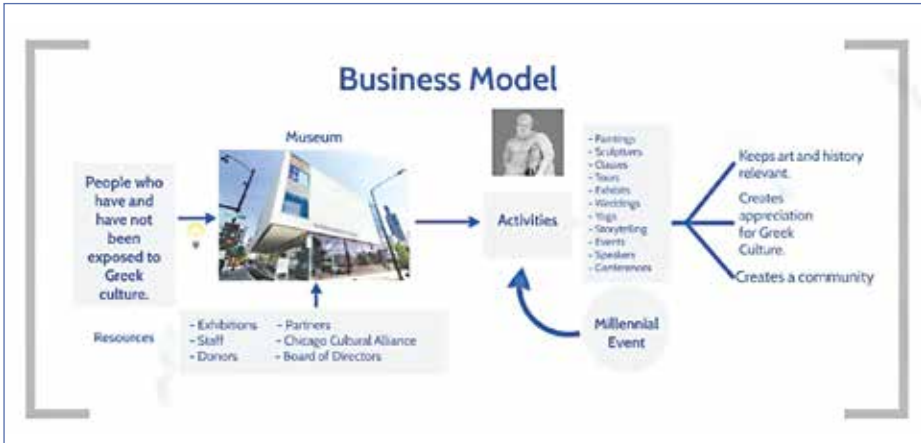 Business Model
Museum
People who
have and
have not
been
exposed to
Greek
culture.
Resources
- Exhibitions
- Staff
- Donors
- Partners
- Chicago Cultural Alliance
- Board of Directors
Activities
- Paintings
- Sculptures
- Classes
- Tours
- Exhibits
- Weddings
- Yoga
- Storytelling
- Events
- Speakers
- Conferences
Millennial
Event
Keeps art and history
relevant.
Creates
appreciation
for Greek
Culture.
Creates a community